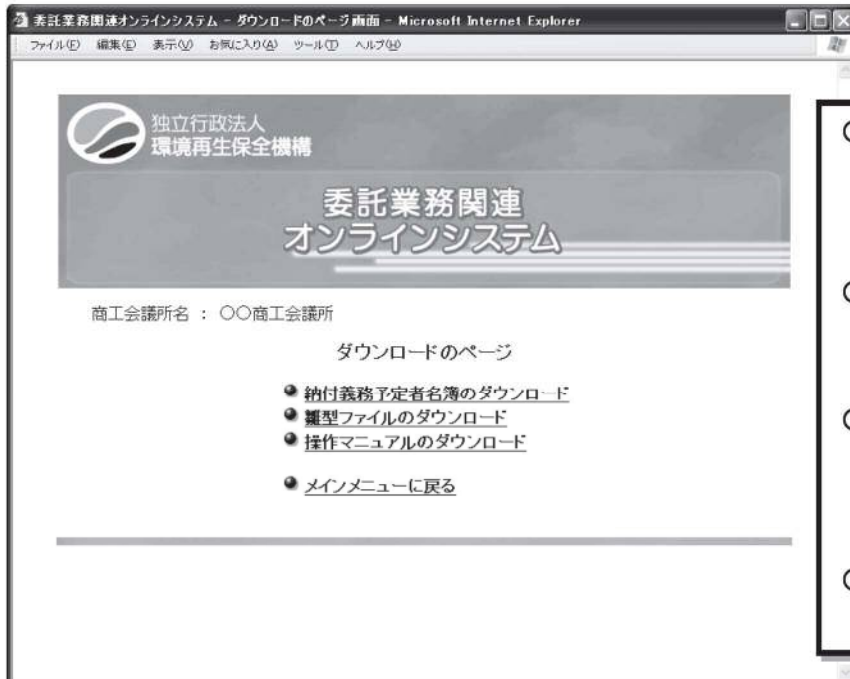 委託業務関連オンラインシステム - ダウンロードのページ画面 - Microsoft Internet Explorer
ファイル(F) 編集(E) 表示(V) お気に入り(A) ツール(T) ヘルプ(H)
独立行政法人
環境再生保全機構
委託業務関連
オンラインシステム
商工会議所名 : 〇〇商工会議所
ダウンロードのページ
納付義務予定者名簿のダウンロード
雛型ファイルのダウンロード
操作マニュアルのダウンロード
メインメニューに戻る